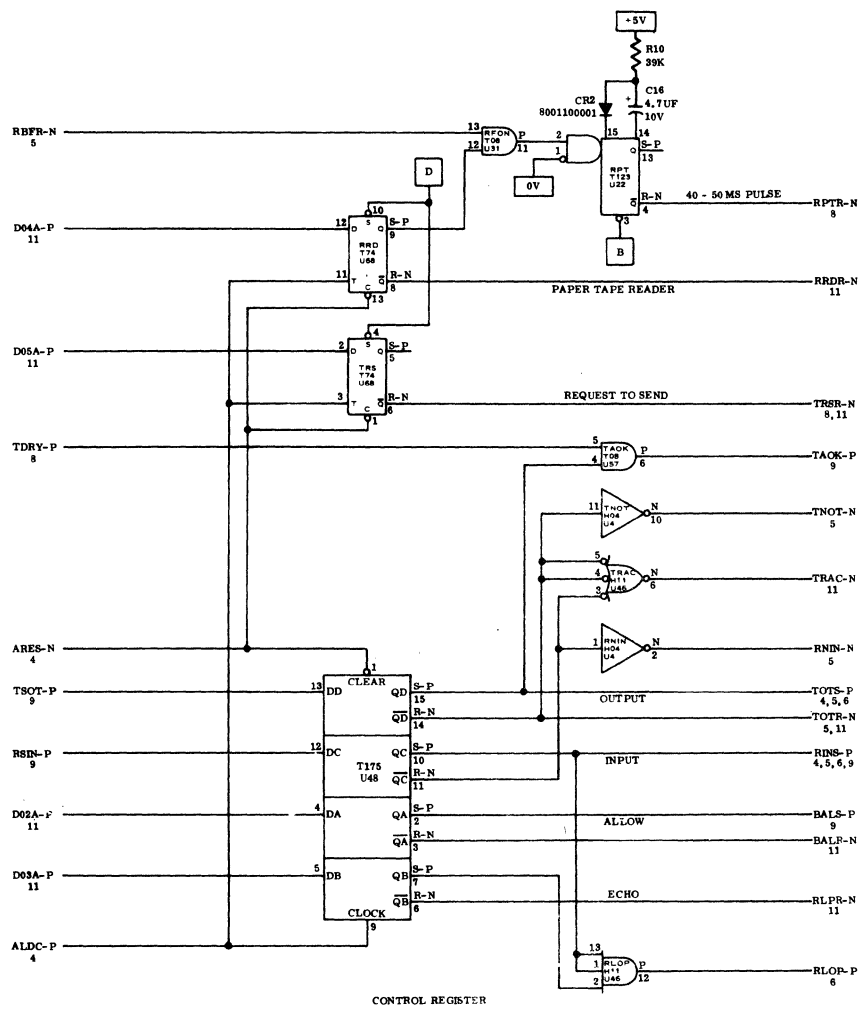 +5V
R10
39K
CR2
8001100001
C16
+
4.7UF
10V
15
14
RBFR-N
5
13
12
RFON
T08
U31
P
11
2
1
0V
RPT
T123
U22
Q
S-P
13
Q
R-N
4
3
B
40 - 50 MS PULSE
RPTR-N
8
D
D04A-P
11
12
D
10
S
Q
S-P
9
RRD
T74
U68
11
T
Q
R-N
8
C
13
PAPER TAPE READER
RRDR-N
11
D05A-P
11
2
D
4
S
Q
S-P
5
TRS
T74
U68
3
T
Q
R-N
6
C
1
REQUEST TO SEND
TRSR-N
8, 11
TDRY-P
8
5
4
TAOK
T08
U57
P
6
TAOK-P
9
11
TNOT
H04
U4
N
10
TNOT-N
5
5
4
3
TRAC
H11
U46
N
6
TRAC-N
11
1
RNIN
H04
U4
N
2
RNIN-N
5
ARES-N
4
1
CLEAR
TSOT-P
9
13
DD
QD
S-P
15
OUTPUT
TOTS-P
4, 5, 6
QD
R-N
14
TOTR-N
5, 11
RSIN-P
9
12
DC
T175
U48
QC
S-P
10
INPUT
RINS-P
4, 5, 6, 9
QC
R-N
11
D02A-P
11
4
DA
QA
S-P
2
ALLOW
BALS-P
9
QA
R-N
3
BALR-N
11
D03A-P
11
5
DB
QB
S-P
7
ECHO
QB
R-N
6
RLPR-N
11
CLOCK
9
ALDC-P
4
13
1
2
RLOP
H11
U46
P
12
RLOP-P
6
CONTROL REGISTER